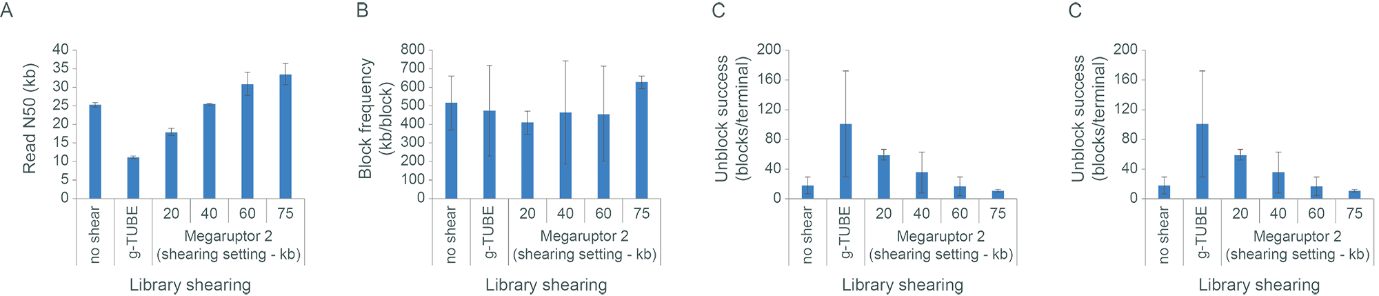 A
Read N50 (kb)
40
35
30
25
20
15
10
5
0
no shear
g-TUBE
20
40
60
75
Megaruptor 2
(shearing setting - kb)
Library shearing
B
Block frequency
(kb/block)
800
700
600
500
400
300
200
100
0
no shear
g-TUBE
20
40
60
75
Megaruptor 2
(shearing setting - kb)
Library shearing
C
Unblock success
(blocks/terminal)
200
160
120
80
40
0
no shear
g-TUBE
20
40
60
75
Megaruptor 2
(shearing setting - kb)
Library shearing
C
Unblock success
(blocks/terminal)
200
160
120
80
40
0
no shear
g-TUBE
20
40
60
75
Megaruptor 2
(shearing setting - kb)
Library shearing